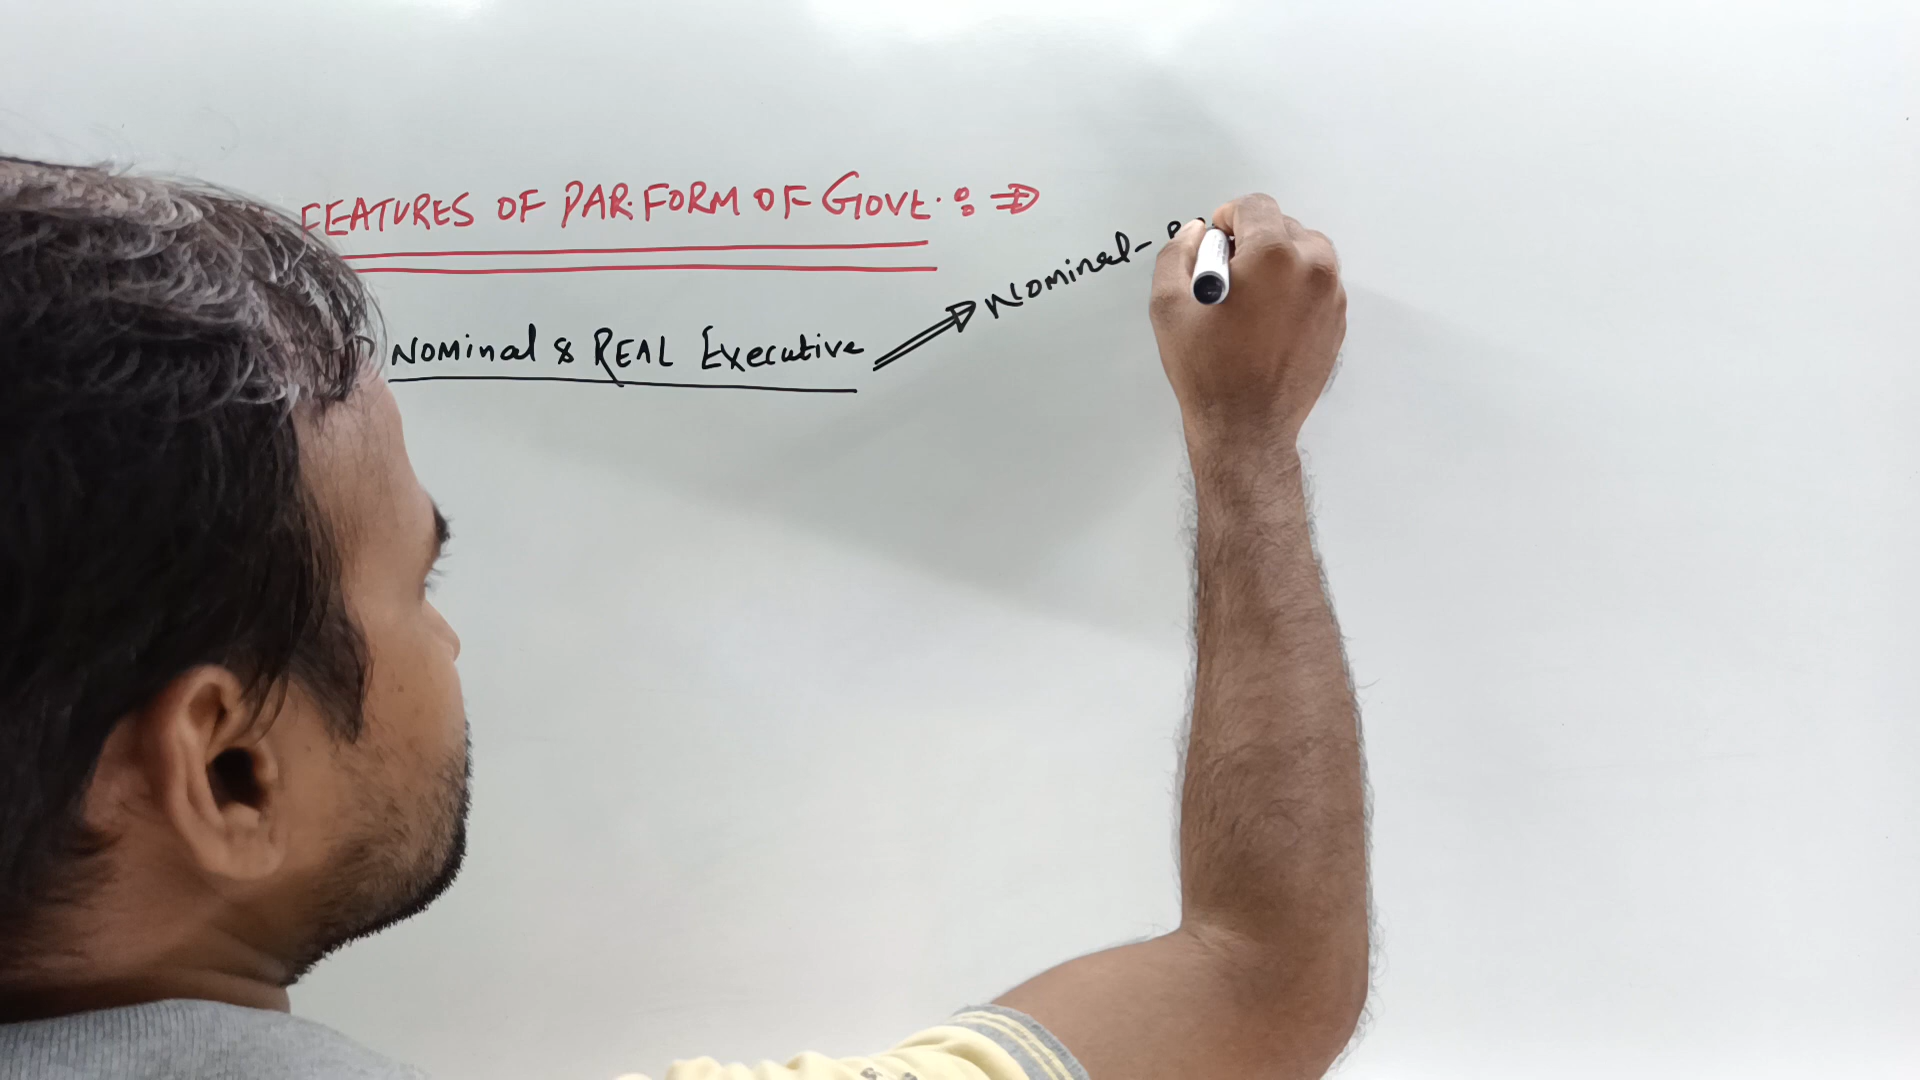 FEATURES OF PAR. FORM OF GOVt. : ⇒
Nominal & REAL Executive ⇒ Nominal -